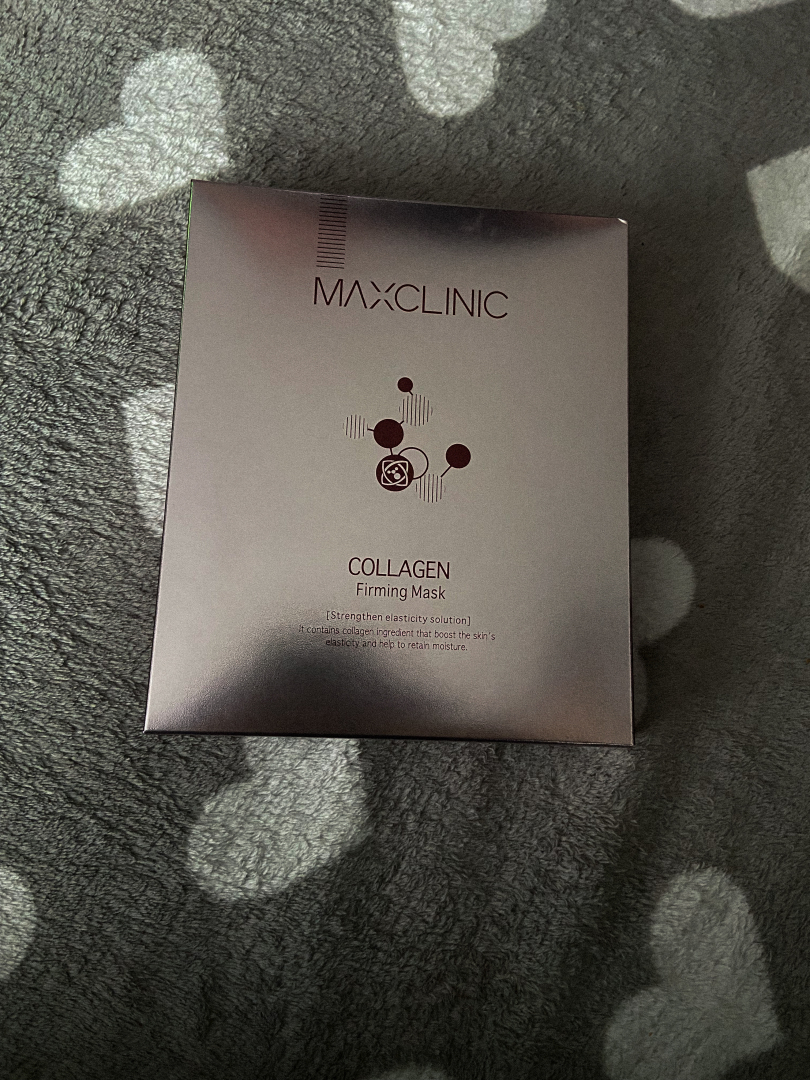 MAXCLINIC
COLLAGEN
Firming Mask
[Strengthen elasticity solution]
It contains collagen ingredient that boost the skin's
elasticity and help to retain moisture.